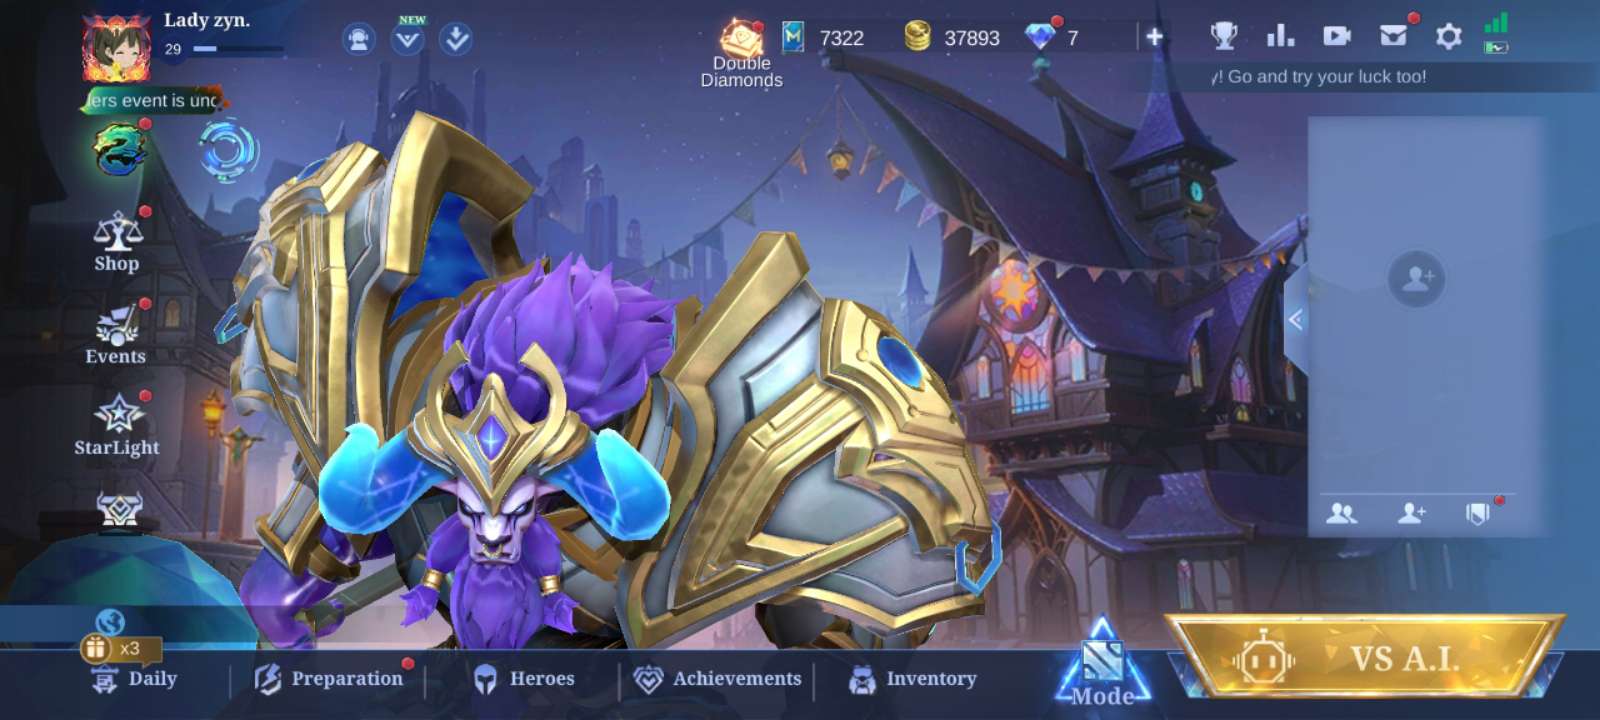 Lady zyn.
29
NEW
Double
Diamonds
7322
37893
7
y! Go and try your luck too!
lers event is und
Shop
Events
StarLight
x3
Daily
Preparation
Heroes
Achievements
Inventory
Mode
VS A.I.